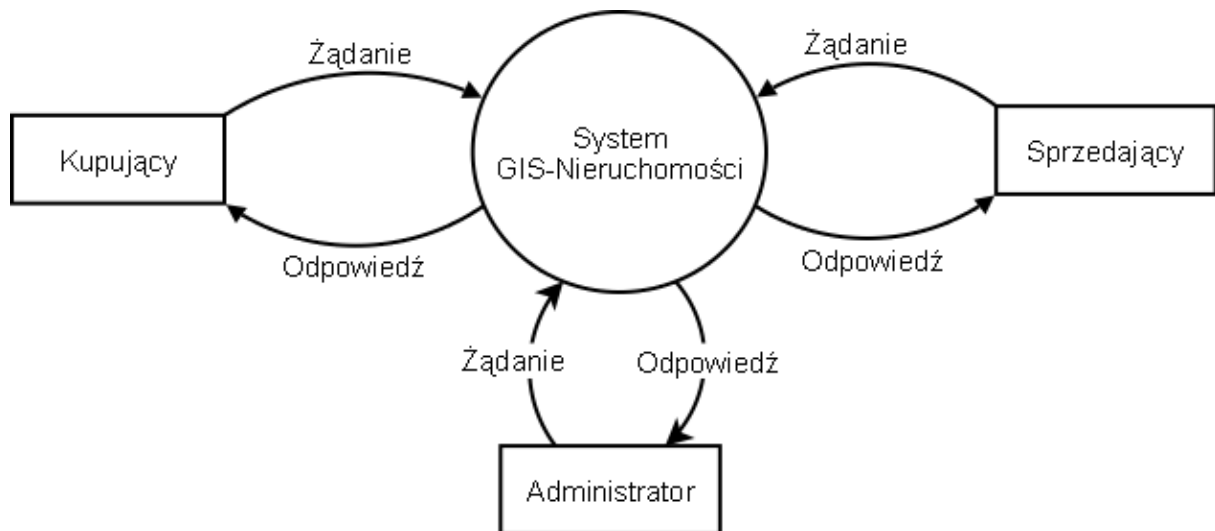 Żądanie
Żądanie
Kupujący
System
GIS-Nieruchomości
Sprzedający
Odpowiedź
Odpowiedź
Żądanie
Odpowiedź
Administrator